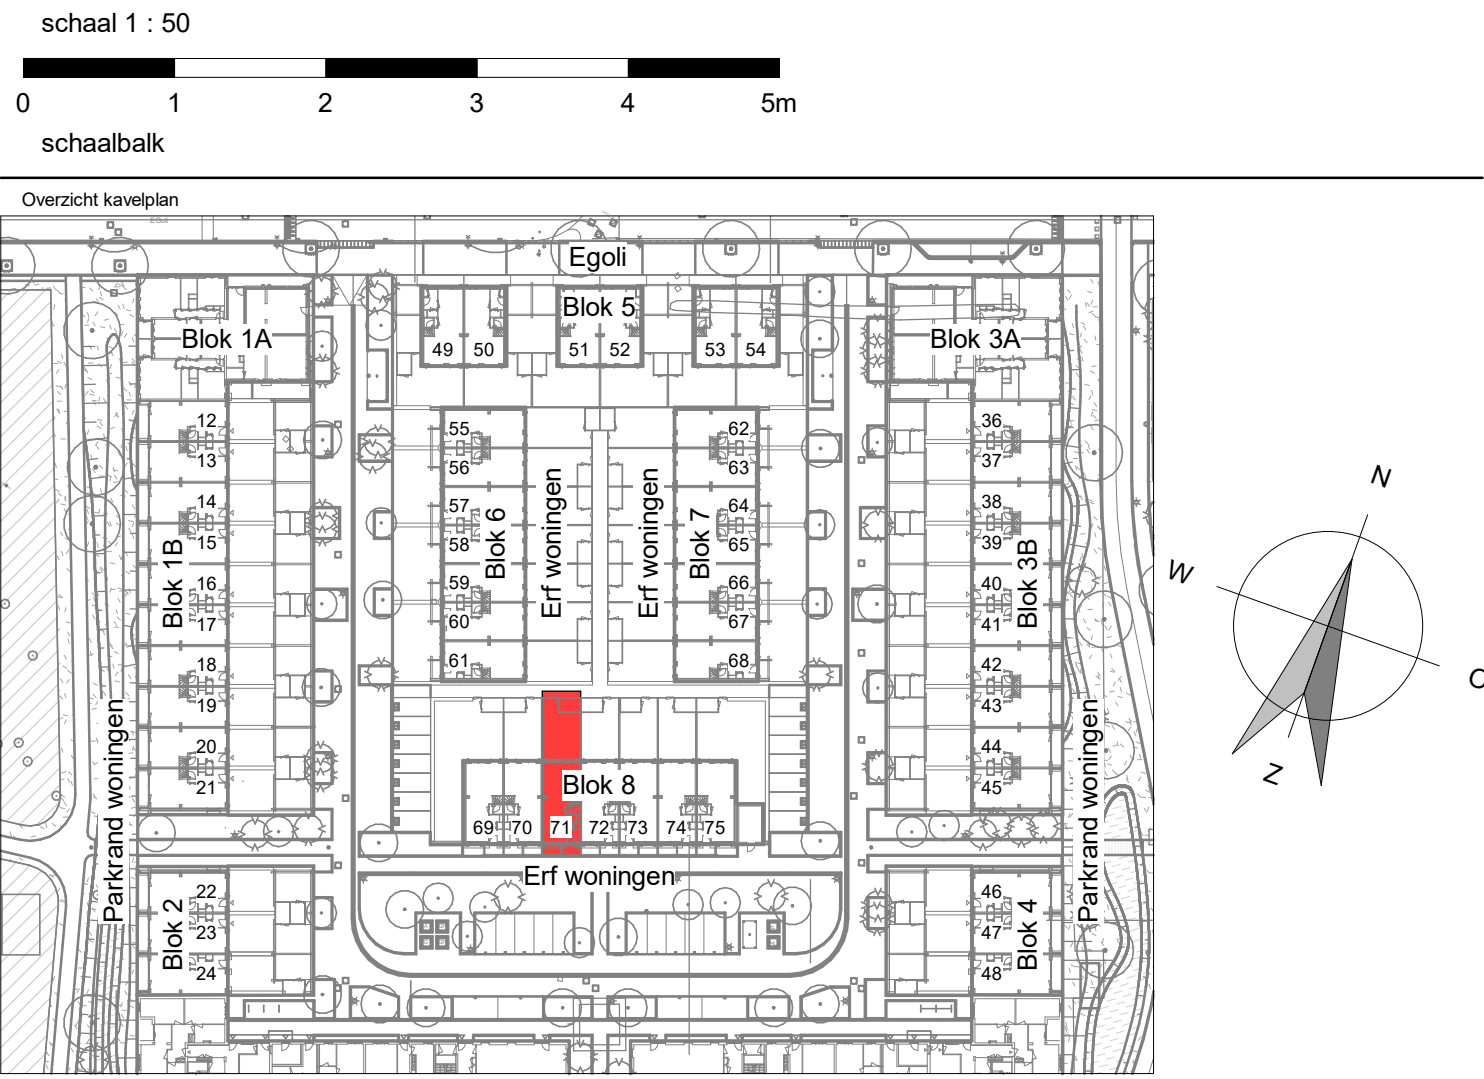 schaal 1 : 50
0 1 2 3 4 5m
schaalbalk
Overzicht kavelplan
EGoli
Egoli
Blok 5
Blok 1A
Blok 3A
49 50 51 52 53 54
12
13
14
15
16
17
18
19
20
21
Blok 1B
55
56
57
58
59
60
61
Blok 6
Erf woningen
Erf woningen
Blok 7
62
63
64
65
66
67
68
36
37
38
39
40
41
42
43
44
45
Blok 3B
Blok 8
69 70 71 72 73 74 75
Erf woningen
Parkrand woningen
Parkrand woningen
Blok 2
22
23
24
46
47
48
Blok 4
N
W
O
Z